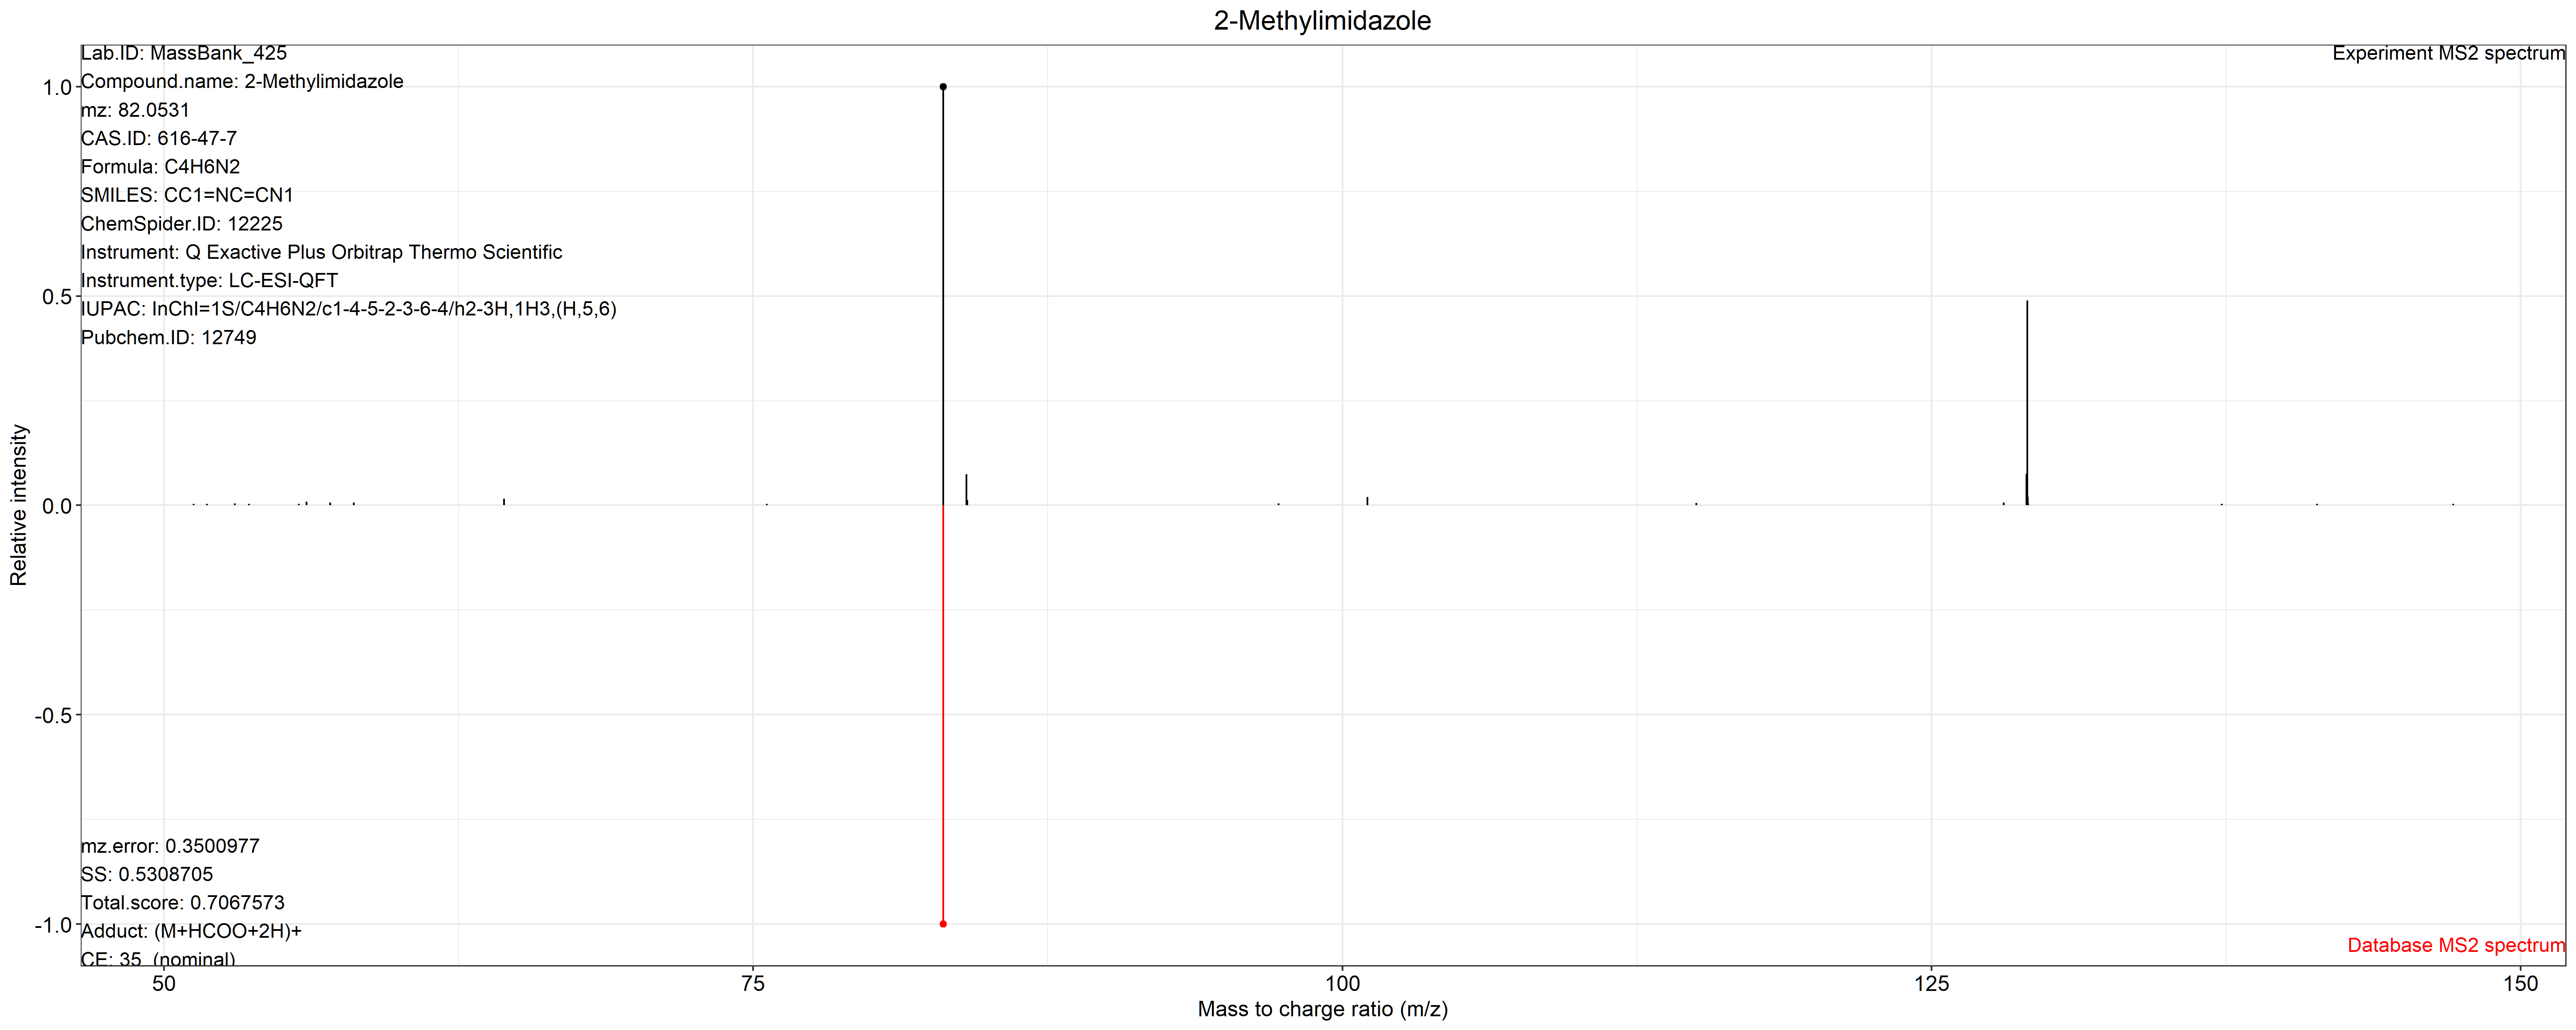 2-Methylimidazole
Lab.ID: MassBank_425
Experiment MS2 spectrum
Compound.name: 2-Methylimidazole
mz: 82.0531
CAS.ID: 616-47-7
Formula: C4H6N2
SMILES: CC1=NC=CN1
ChemSpider.ID: 12225
Instrument: Q Exactive Plus Orbitrap Thermo Scientific
Instrument.type: LC-ESI-QFT
IUPAC: InChI=1S/C4H6N2/c1-4-5-2-3-6-4/h2-3H,1H3,(H,5,6)
Pubchem.ID: 12749
1.0
0.5
0.0
-0.5
-1.0
Relative intensity
mz.error: 0.3500977
SS: 0.5308705
Total.score: 0.7067573
Adduct: (M+HCOO+2H)+
CE: 35  (nominal)
Database MS2 spectrum
50
75
100
125
150
Mass to charge ratio (m/z)